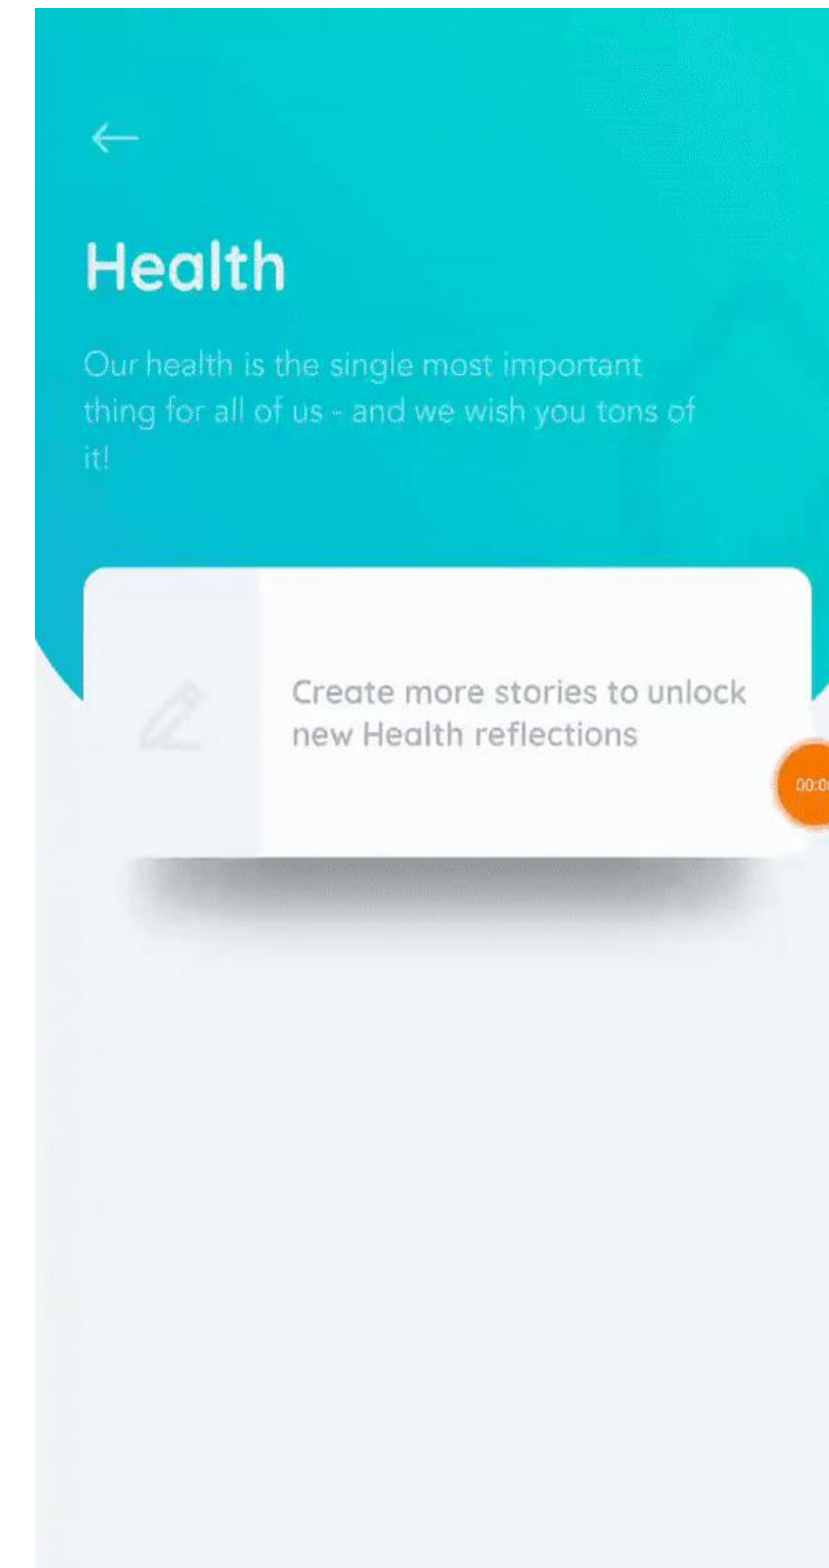 Health
Our health is the single most important
thing for all of us - and we wish you tons of
it!
Create more stories to unlock
new Health reflections